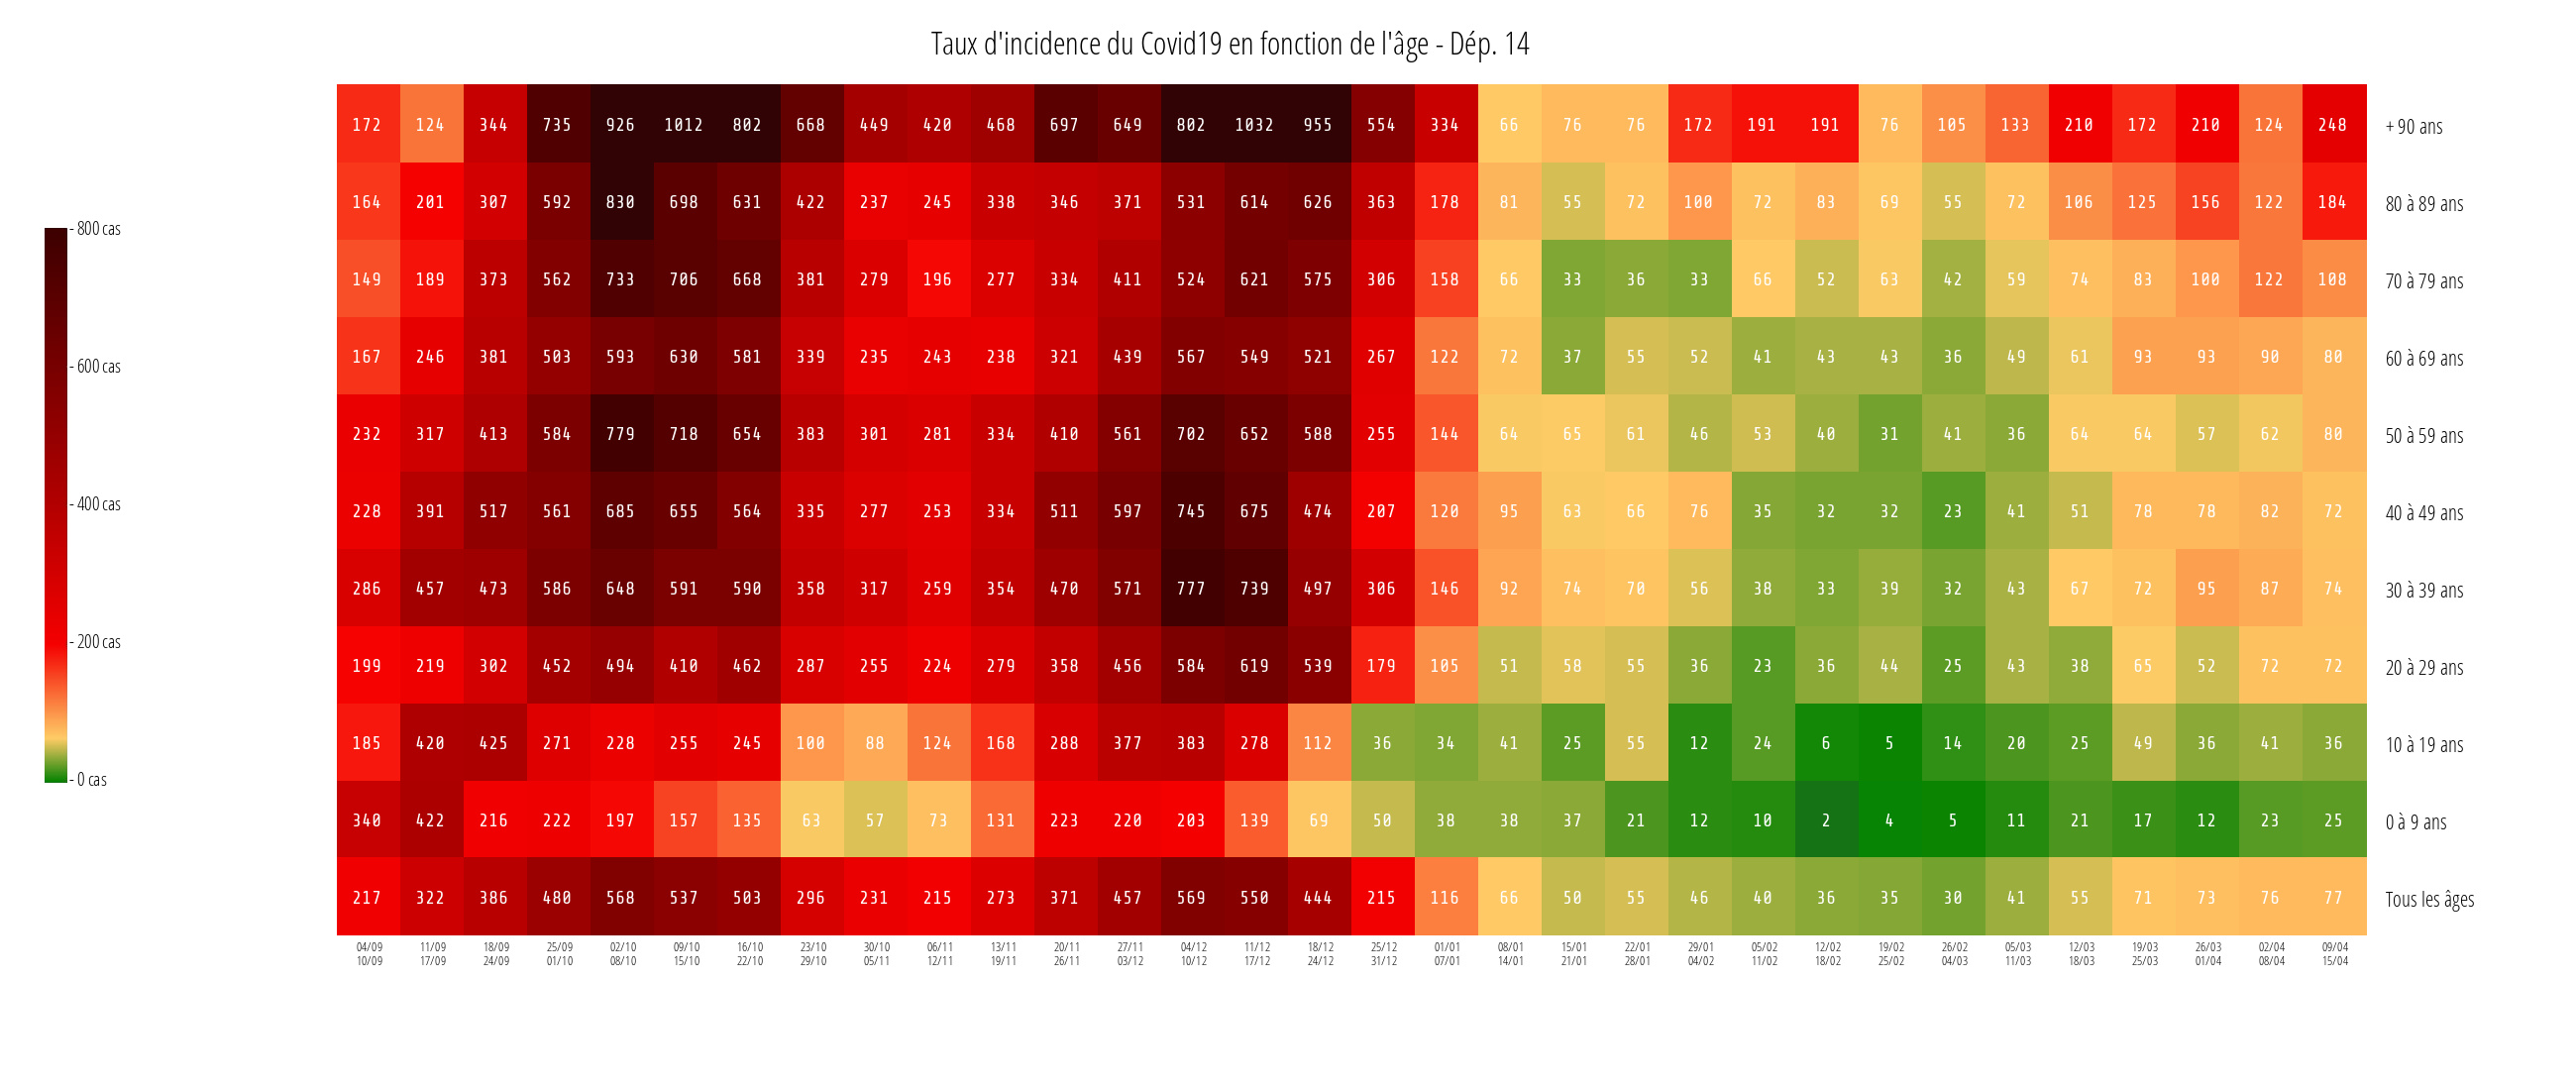 Taux d'incidence du Covid19 en fonction de l'âge - Dép. 14
172 124 344 735 926 1012 802 668 449 420 468 697 649 802 1032 955 554 334 66 76 76 172 191 191 76 105 133 210 172 210 124 248 + 90 ans
164 201 307 592 830 698 631 422 237 245 338 346 371 531 614 626 363 178 81 55 72 100 72 83 69 55 72 106 125 156 122 184 80 à 89 ans
- 800 cas
149 189 373 562 733 706 668 381 279 196 277 334 411 524 621 575 306 158 66 33 36 33 66 52 63 42 59 74 83 100 122 108 70 à 79 ans
167 246 381 503 593 630 581 339 235 243 238 321 439 567 549 521 267 122 72 37 55 52 41 43 43 36 49 61 93 93 90 80 60 à 69 ans
- 600 cas
232 317 413 584 779 718 654 383 301 281 334 410 561 702 652 588 255 144 64 65 61 46 53 40 31 41 36 64 64 57 62 80 50 à 59 ans
- 400 cas
228 391 517 561 685 655 564 335 277 253 334 511 597 745 675 474 207 120 95 63 66 76 35 32 32 23 41 51 78 78 82 72 40 à 49 ans
286 457 473 586 648 591 590 358 317 259 354 470 571 777 739 497 306 146 92 74 70 56 38 33 39 32 43 67 72 95 87 74 30 à 39 ans
- 200 cas
199 219 302 452 494 410 462 287 255 224 279 358 456 584 619 539 179 105 51 58 55 36 23 36 44 25 43 38 65 52 72 72 20 à 29 ans
185 420 425 271 228 255 245 100 88 124 168 288 377 383 278 112 36 34 41 25 55 12 24 6 5 14 20 25 49 36 41 36 10 à 19 ans
- 0 cas
340 422 216 222 197 157 135 63 57 73 131 223 220 203 139 69 50 38 38 37 21 12 10 2 4 5 11 21 17 12 23 25 0 à 9 ans
217 322 386 480 568 537 503 296 231 215 273 371 457 569 550 444 215 116 66 50 55 46 40 36 35 30 41 55 71 73 76 77 Tous les âges
04/09 11/09 18/09 25/09 02/10 09/10 16/10 23/10 30/10 06/11 13/11 20/11 27/11 04/12 11/12 18/12 25/12 01/01 08/01 15/01 22/01 29/01 05/02 12/02 19/02 26/02 05/03 12/03 19/03 26/03 02/04 09/04
10/09 17/09 24/09 01/10 08/10 15/10 22/10 29/10 05/11 12/11 19/11 26/11 03/12 10/12 17/12 24/12 31/12 07/01 14/01 21/01 28/01 04/02 11/02 18/02 25/02 04/03 11/03 18/03 25/03 01/04 08/04 15/04